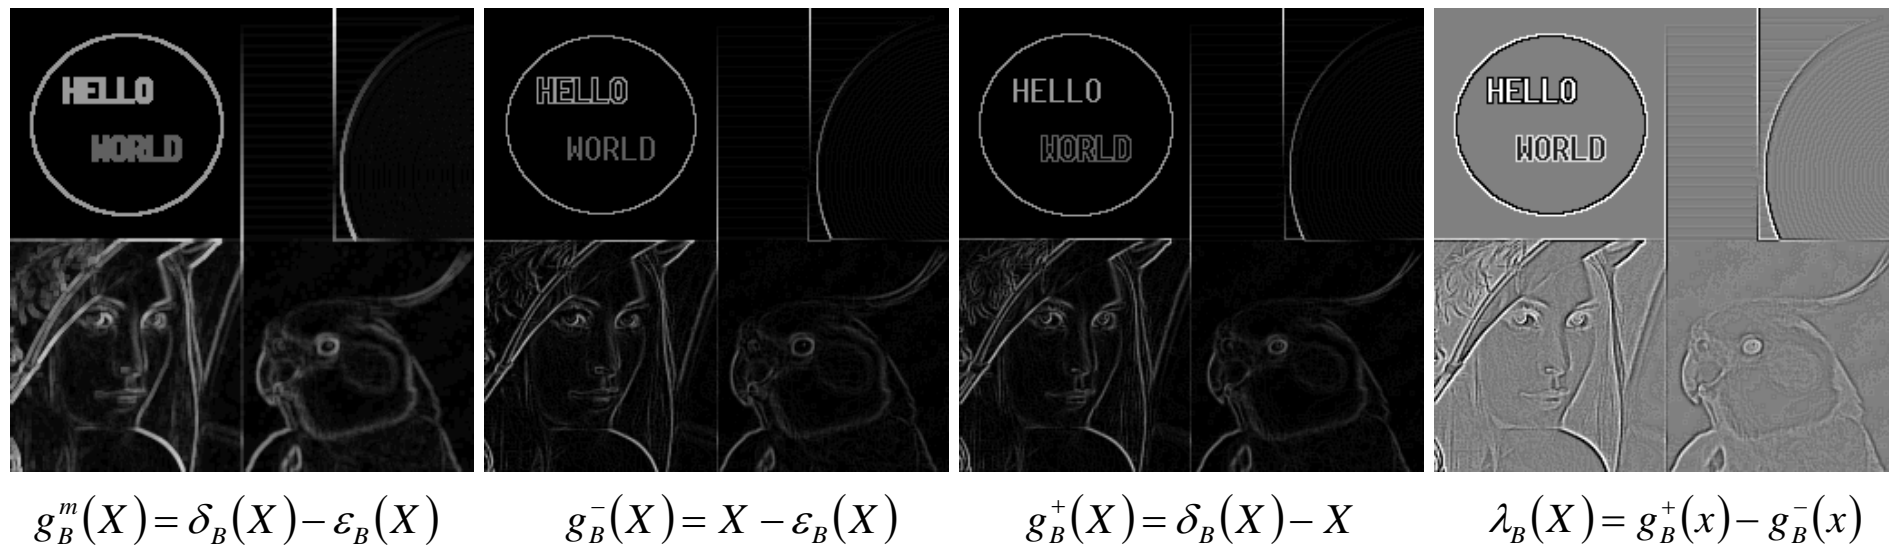 HELLO
WORLD
HELLO
WORLD
HELLO
WORLD
HELLO
WORLD
g_B^m(X) = δ_B(X) − ε_B(X)
g_B^-(X) = X − ε_B(X)
g_B^+(X) = δ_B(X) − X
λ_B(X) = g_B^+(x) − g_B^-(x)